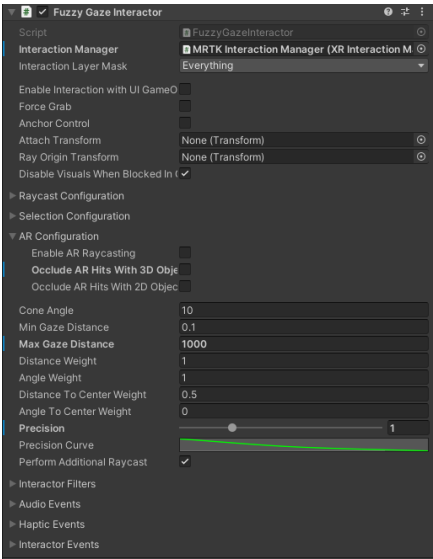 Fuzzy Gaze Interactor
Script FuzzyGazeInteractor
Interaction Manager MRTK Interaction Manager (XR Interaction M
Interaction Layer Mask Everything
Enable Interaction with UI GameO
Force Grab
Anchor Control
Attach Transform None (Transform)
Ray Origin Transform None (Transform)
Disable Visuals When Blocked In
Raycast Configuration
Selection Configuration
AR Configuration
Enable AR Raycasting
Occlude AR Hits With 3D Obje
Occlude AR Hits With 2D Objec
Cone Angle 10
Min Gaze Distance 0.1
Max Gaze Distance 1000
Distance Weight 1
Angle Weight 1
Distance To Center Weight 0.5
Angle To Center Weight 0
Precision 1
Precision Curve
Perform Additional Raycast
Interactor Filters
Audio Events
Haptic Events
Interactor Events